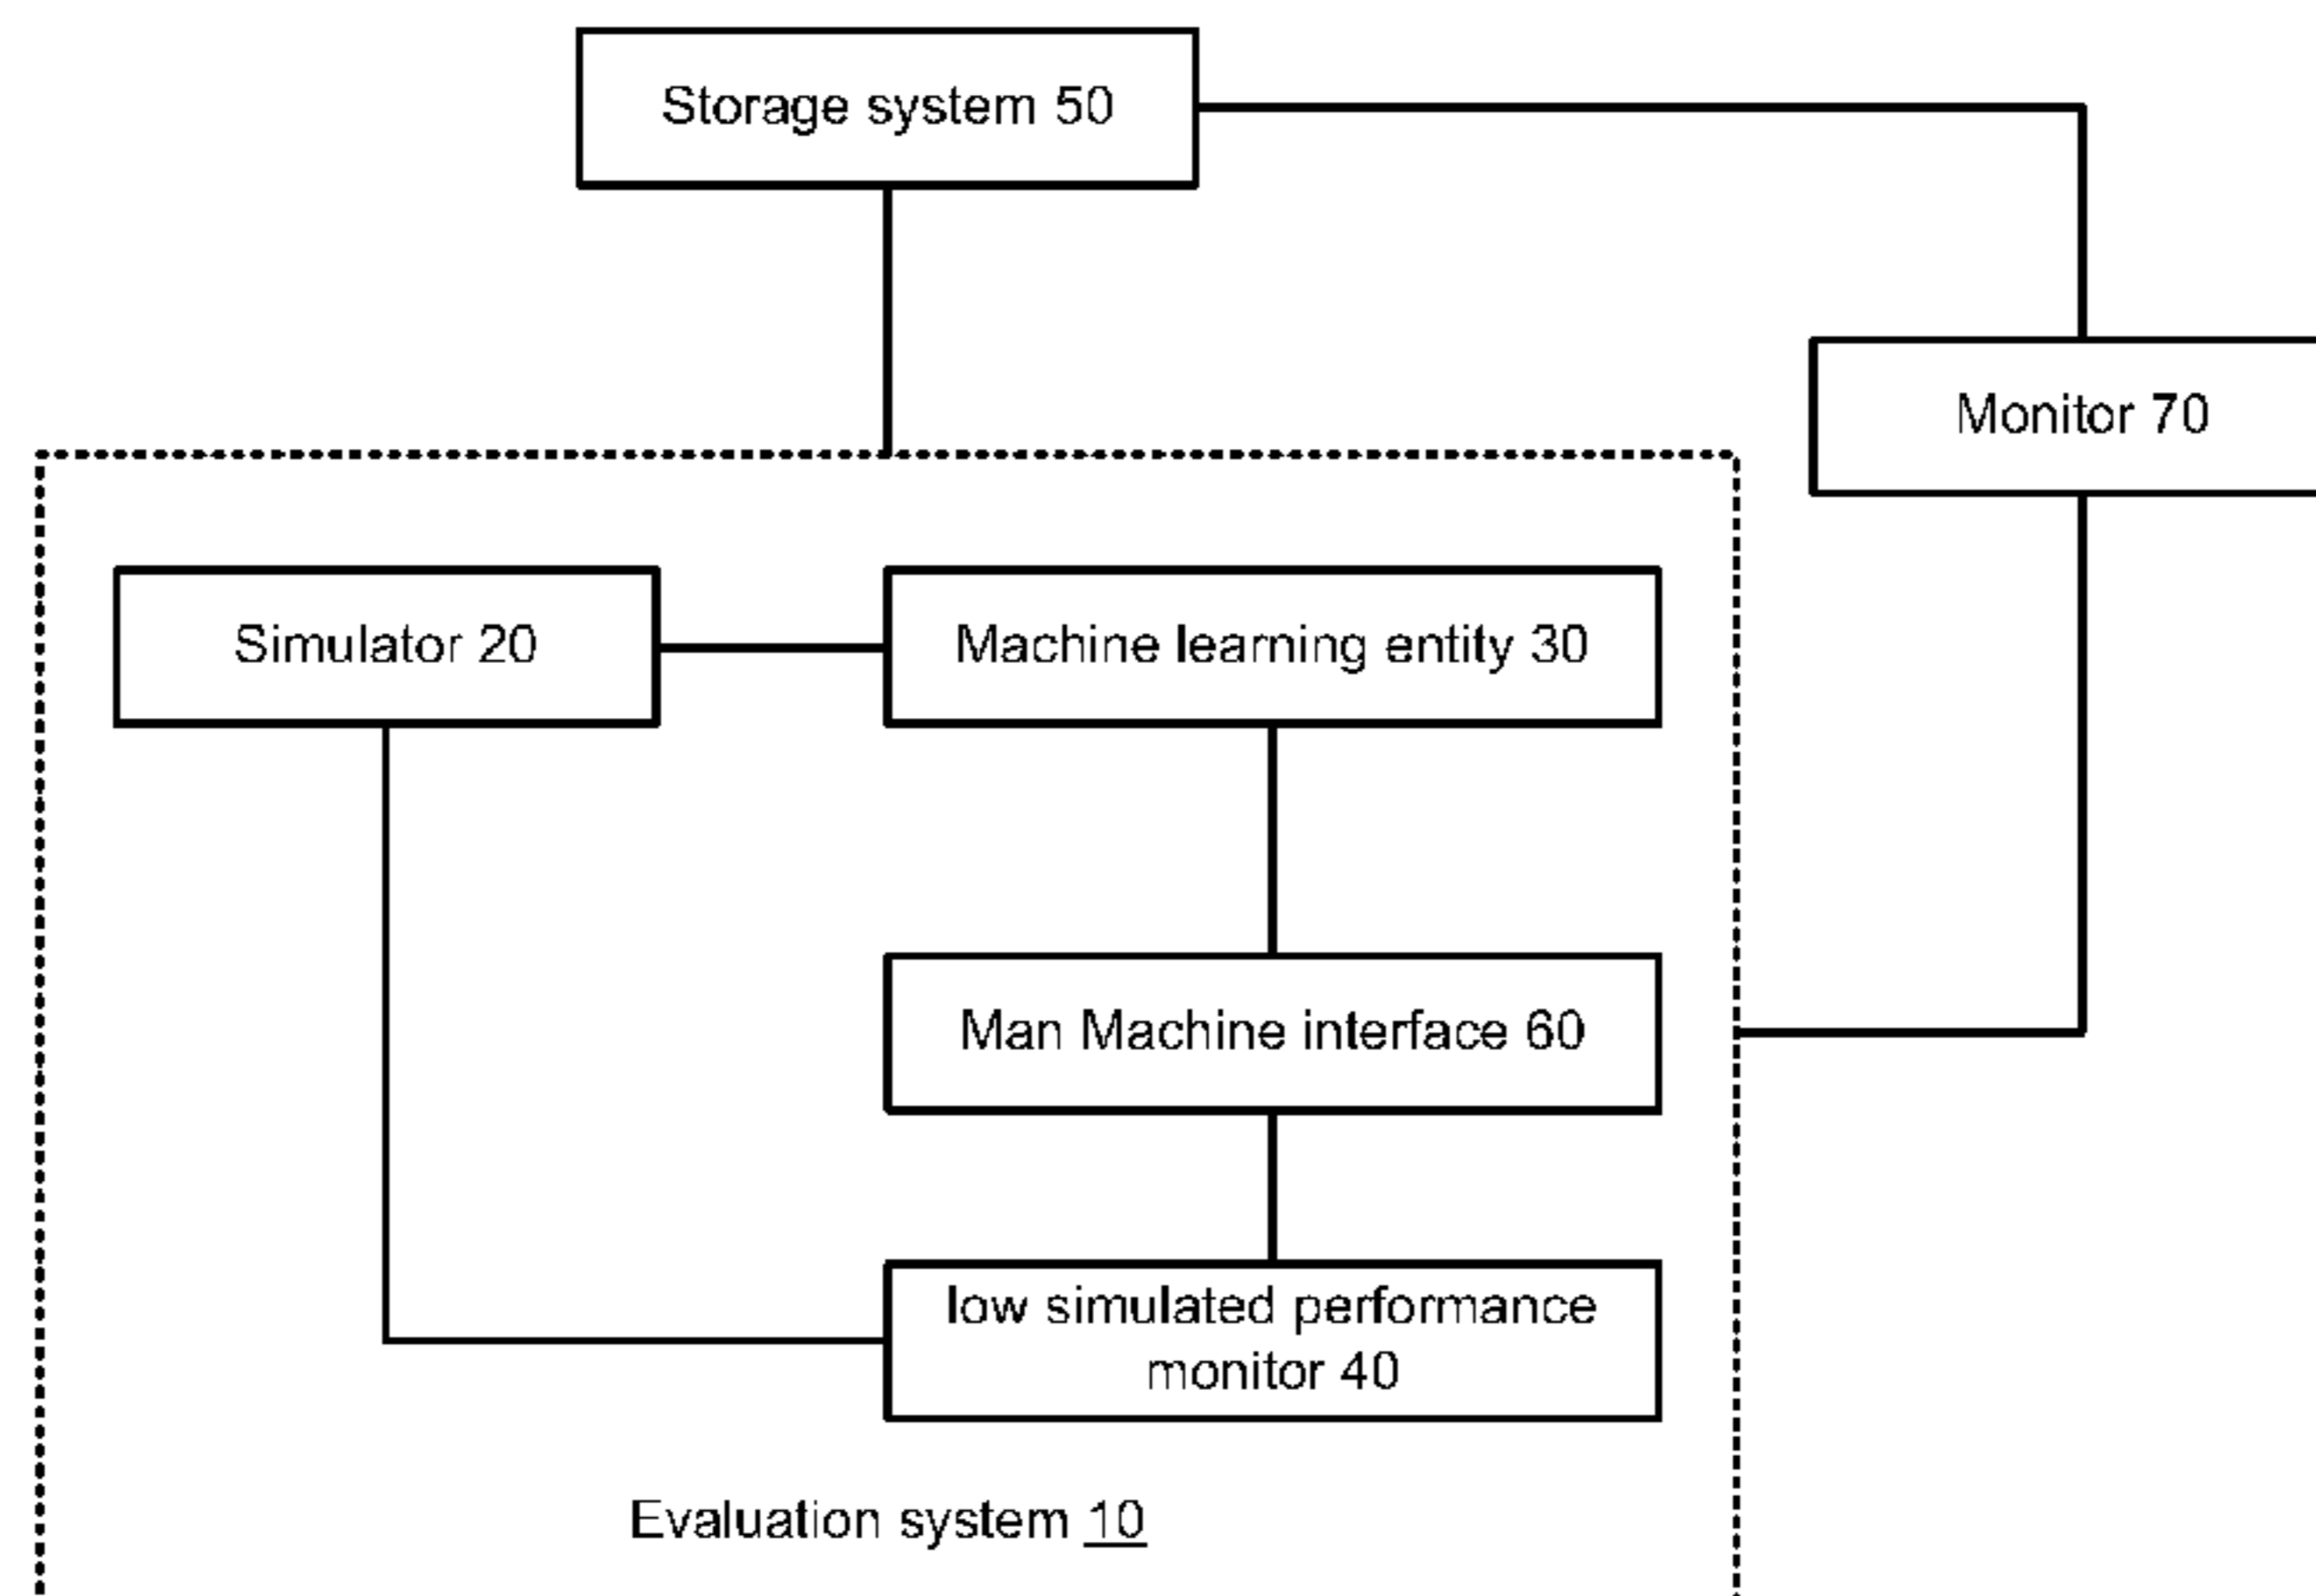 Storage system 50
Monitor 70
Simulator 20
Machine learning entity 30
Man Machine interface 60
low simulated performance
monitor 40
Evaluation system 10